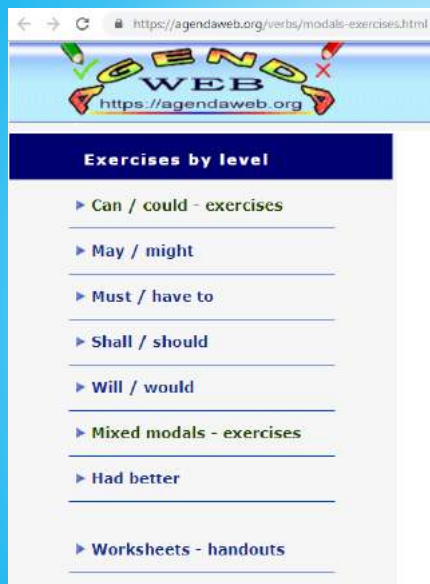 https://agendaweb.org/verbs/modals-exercises.html
AGENDA
WEB
https://agendaweb.org
Exercises by level
Can / could - exercises
May / might
Must / have to
Shall / should
Will / would
Mixed modals - exercises
Had better
Worksheets - handouts